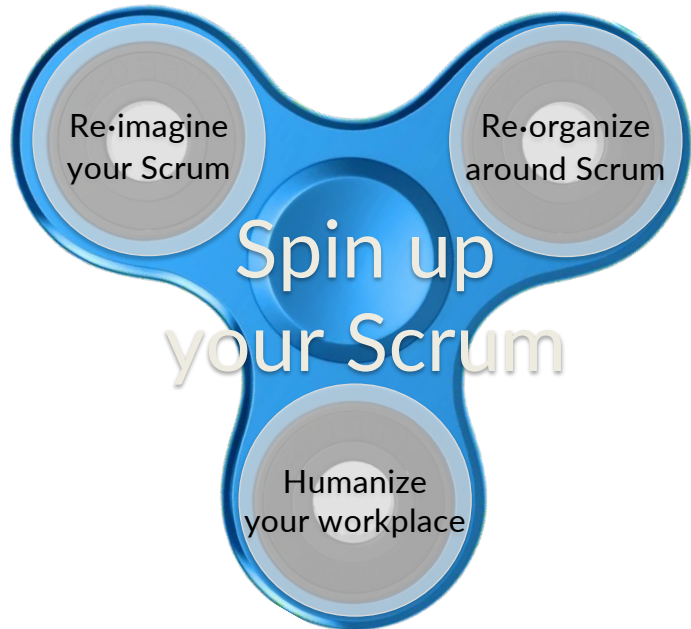 Re·imagine
your Scrum
Re·organize
around Scrum
Spin up
your Scrum
Humanize
your workplace